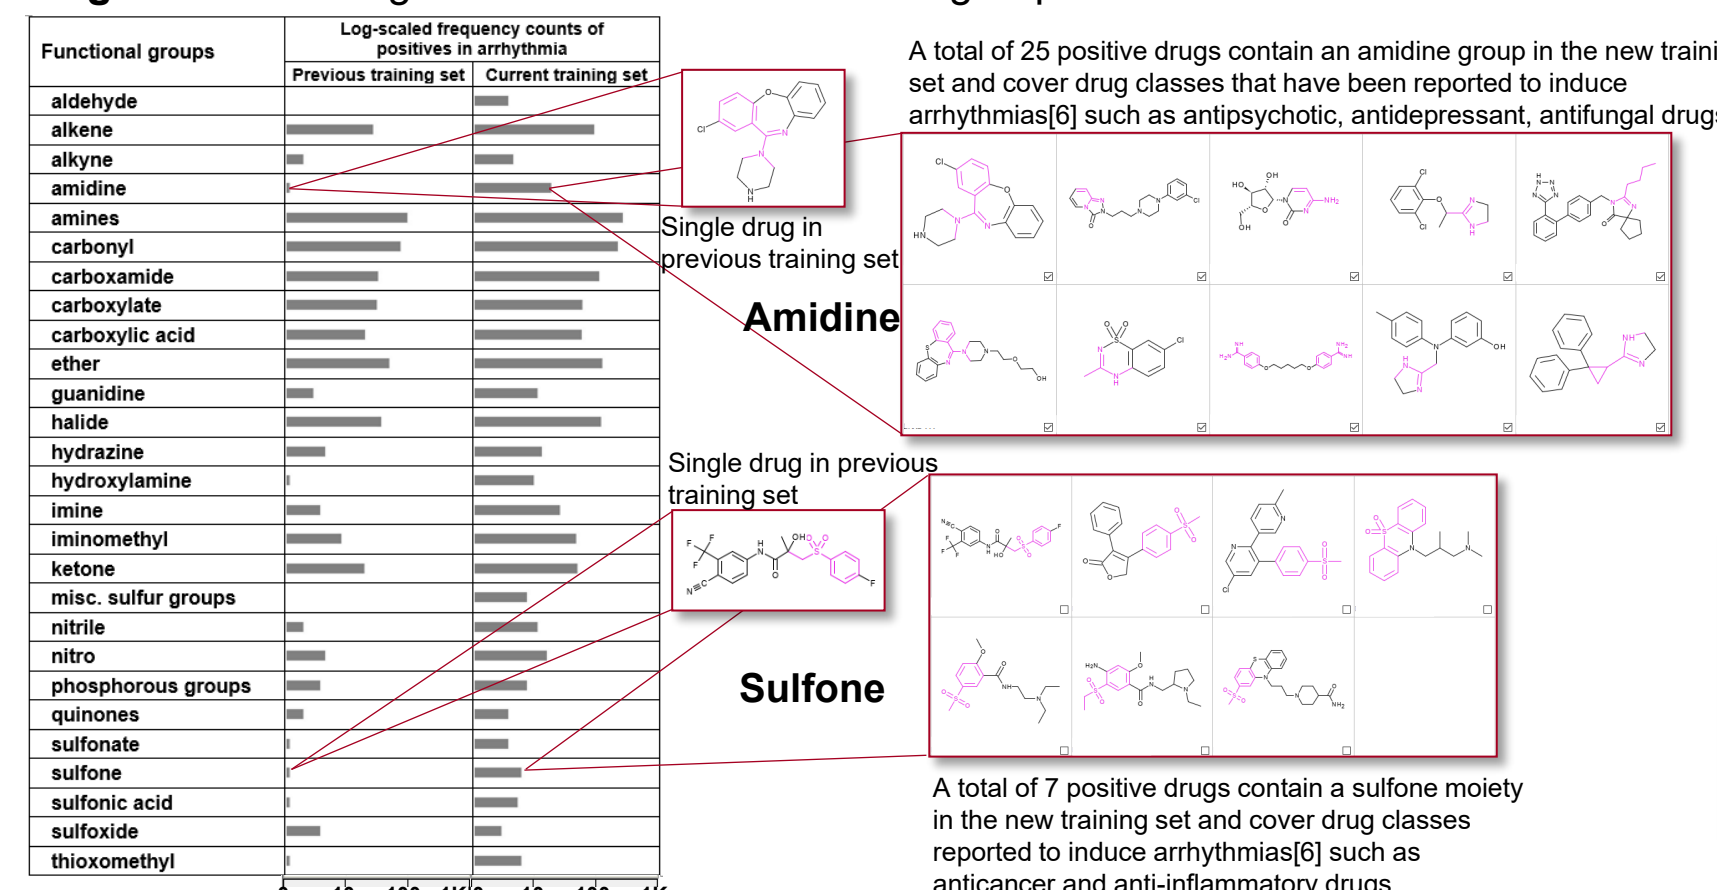 Functional groups
Log-scaled frequency counts of
positives in arrhythmia
Previous training set
Current training set
aldehyde
alkene
alkyne
amidine
amines
carbonyl
carboxamide
carboxylate
carboxylic acid
ether
guanidine
halide
hydrazine
hydroxylamine
imine
iminomethyl
ketone
misc. sulfur groups
nitrile
nitro
phosphorous groups
quinones
sulfonate
sulfone
sulfonic acid
sulfoxide
thioxomethyl
A total of 25 positive drugs contain an amidine group in the new traini
set and cover drug classes that have been reported to induce
arrhythmias[6] such as antipsychotic, antidepressant, antifungal drugs
Single drug in
previous training set
Amidine
Single drug in previous
training set
Sulfone
A total of 7 positive drugs contain a sulfone moiety
in the new training set and cover drug classes
reported to induce arrhythmias[6] such as
anticancer and anti-inflammatory drugs